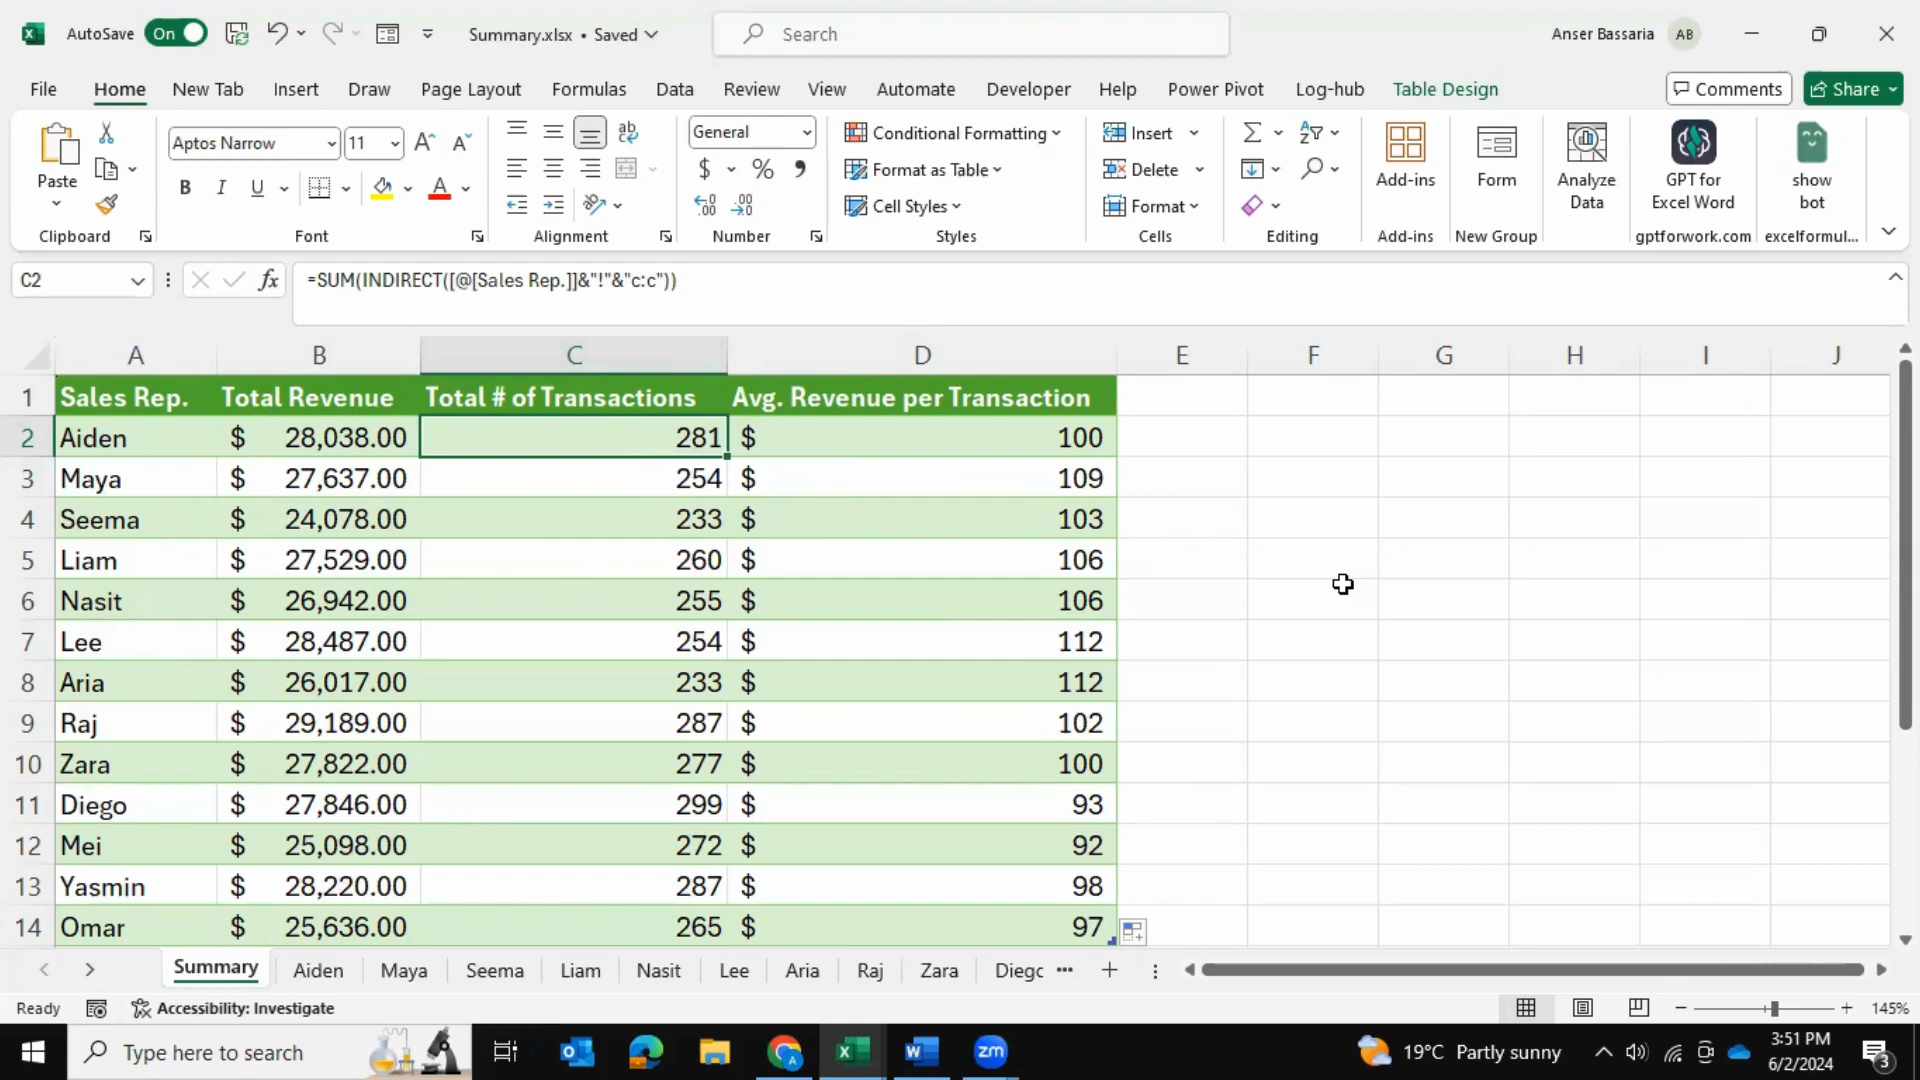 AutoSave On Summary.xlsx • Saved Search Anser Bassaria AB
File Home New Tab Insert Draw Page Layout Formulas Data Review View Automate Developer Help Power Pivot Log-hub Table Design Comments Share
Paste
Clipboard
Aptos Narrow 11
B I U
Font
ab
Alignment
General
$ % ,
Number
Conditional Formatting
Format as Table
Cell Styles
Styles
Insert
Delete
Format
Cells
Editing
Add-ins
Add-ins
Form
New Group
Analyze
Data
GPT for
Excel Word
gptforwork.com
show
bot
excelformul...
C2 fx =SUM(INDIRECT([@[Sales Rep.]]&"!"&"c:c"))
A B C D E F G H I J
1 Sales Rep. Total Revenue Total # of Transactions Avg. Revenue per Transaction
2 Aiden $ 28,038.00 281 $ 100
3 Maya $ 27,637.00 254 $ 109
4 Seema $ 24,078.00 233 $ 103
5 Liam $ 27,529.00 260 $ 106
6 Nasit $ 26,942.00 255 $ 106
7 Lee $ 28,487.00 254 $ 112
8 Aria $ 26,017.00 233 $ 112
9 Raj $ 29,189.00 287 $ 102
10 Zara $ 27,822.00 277 $ 100
11 Diego $ 27,846.00 299 $ 93
12 Mei $ 25,098.00 272 $ 92
13 Yasmin $ 28,220.00 287 $ 98
14 Omar $ 25,636.00 265 $ 97
Summary Aiden Maya Seema Liam Nasit Lee Aria Raj Zara Diego ...
Ready Accessibility: Investigate 145%
Type here to search zm 19°C Partly sunny 3:51 PM
6/2/2024 3